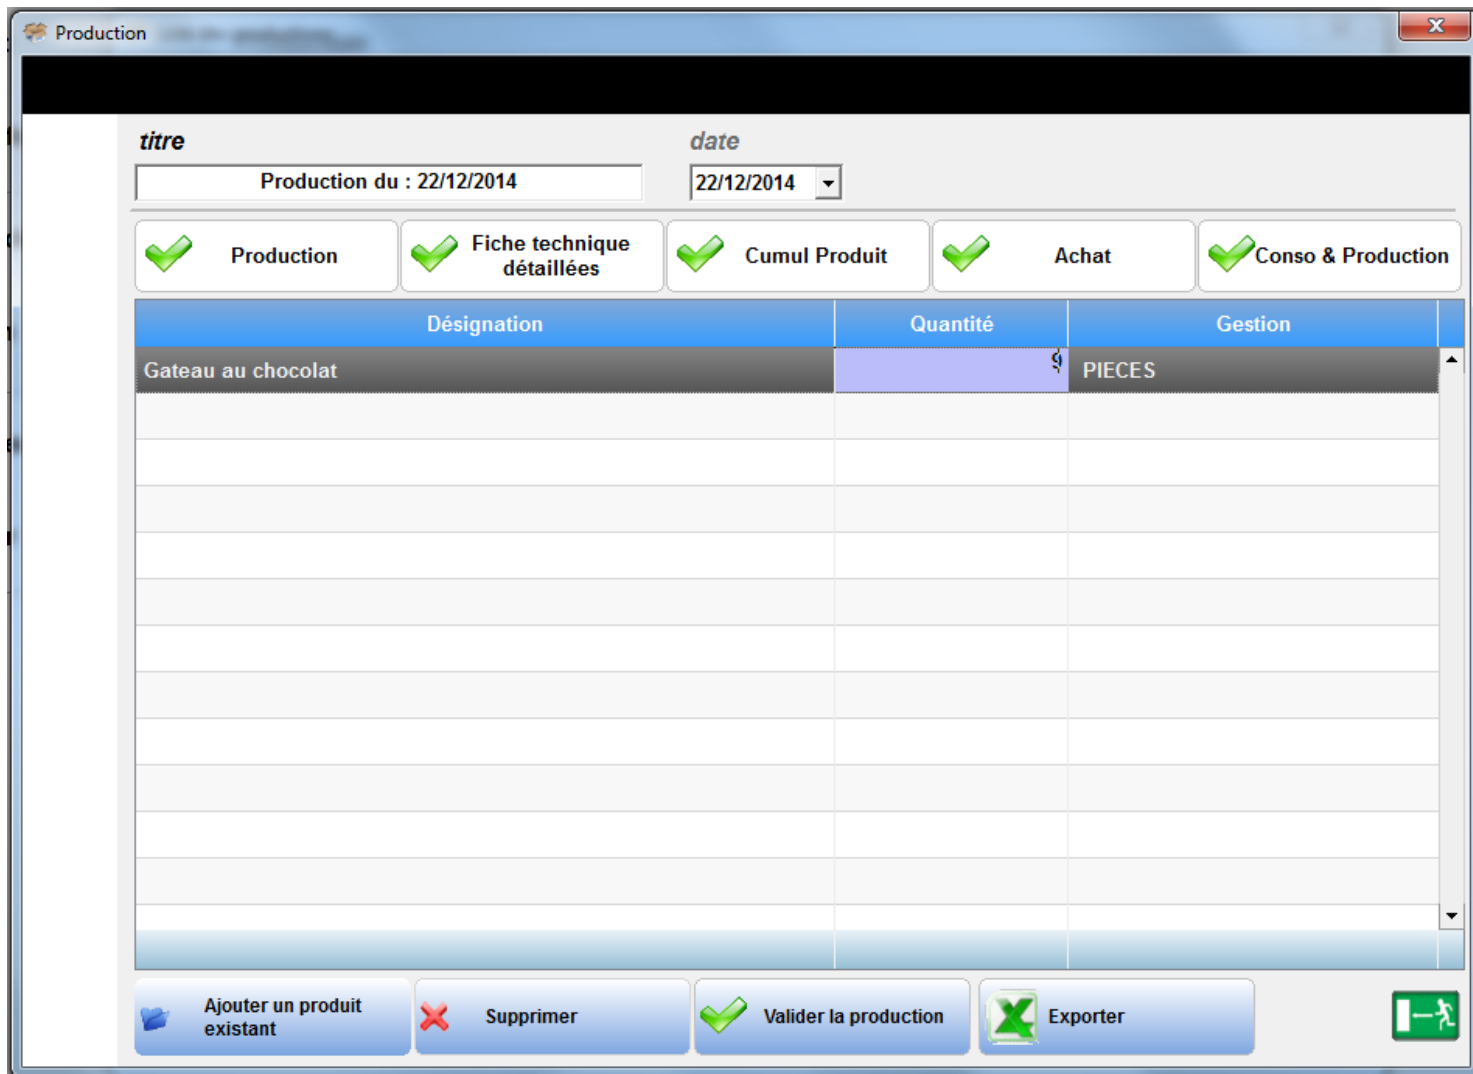 Production
titre
date
Production du : 22/12/2014
22/12/2014
Production
Fiche technique
détaillées
Cumul Produit
Achat
Conso & Production
Désignation
Quantité
Gestion
Gateau au chocolat
9
PIECES
Ajouter un produit
existant
Supprimer
Valider la production
Exporter